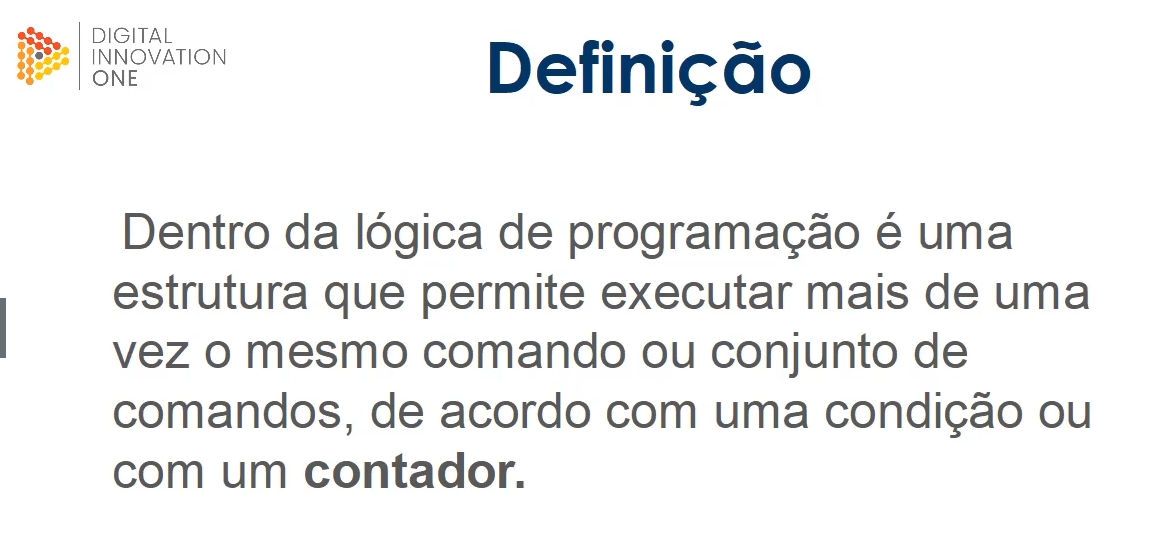 DIGITAL
INNOVATION
ONE
Definição
Dentro da lógica de programação é uma
estrutura que permite executar mais de uma
vez o mesmo comando ou conjunto de
comandos, de acordo com uma condição ou
com um contador.